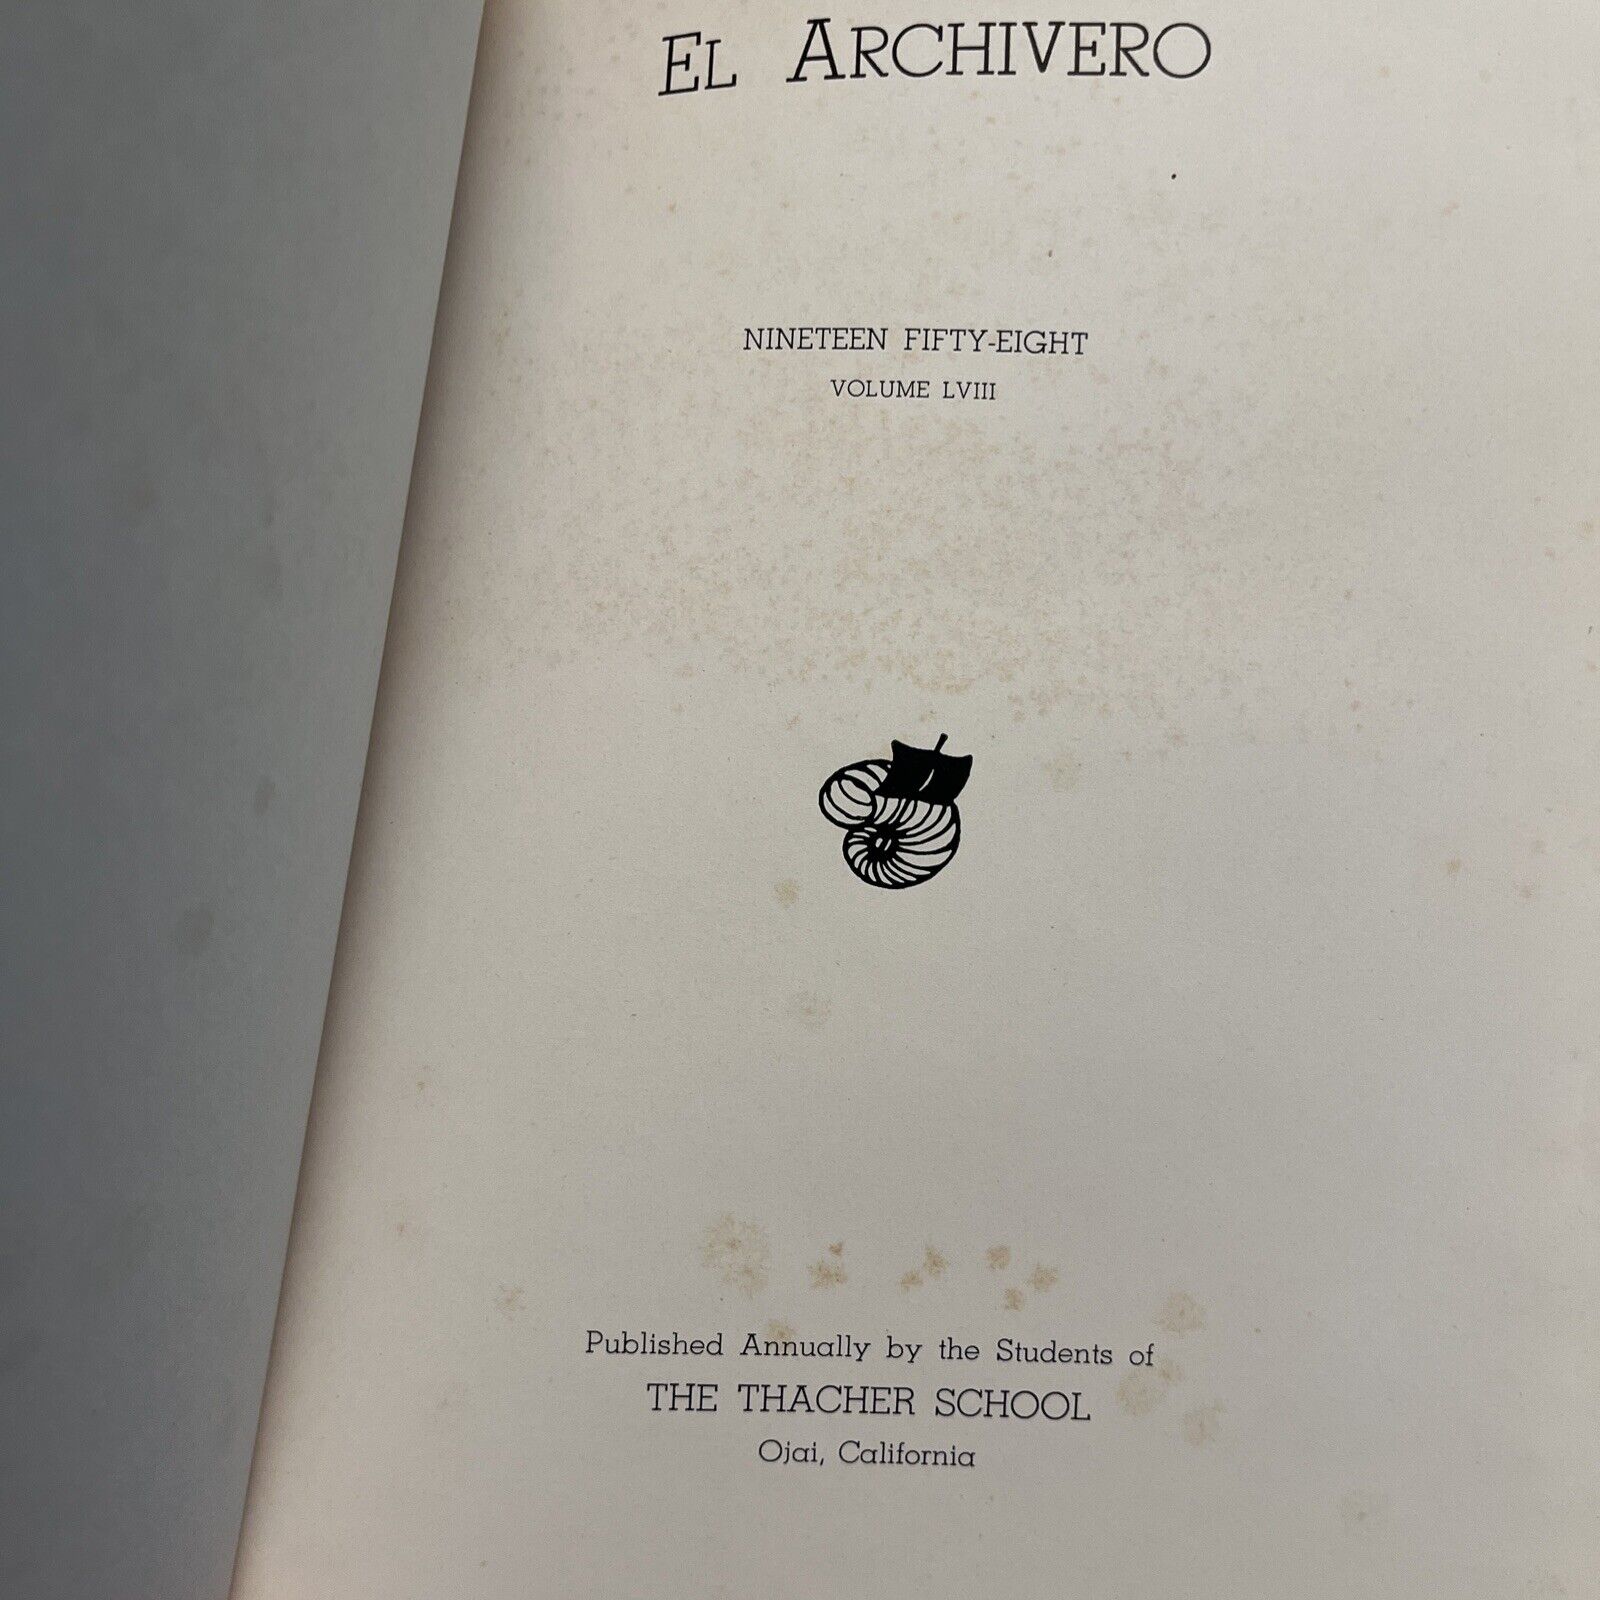 EL ARCHIVERO
NINETEEN FIFTY-EIGHT
VOLUME LVIII
Published Annually by the Students of
THE THACHER SCHOOL
Ojai, California